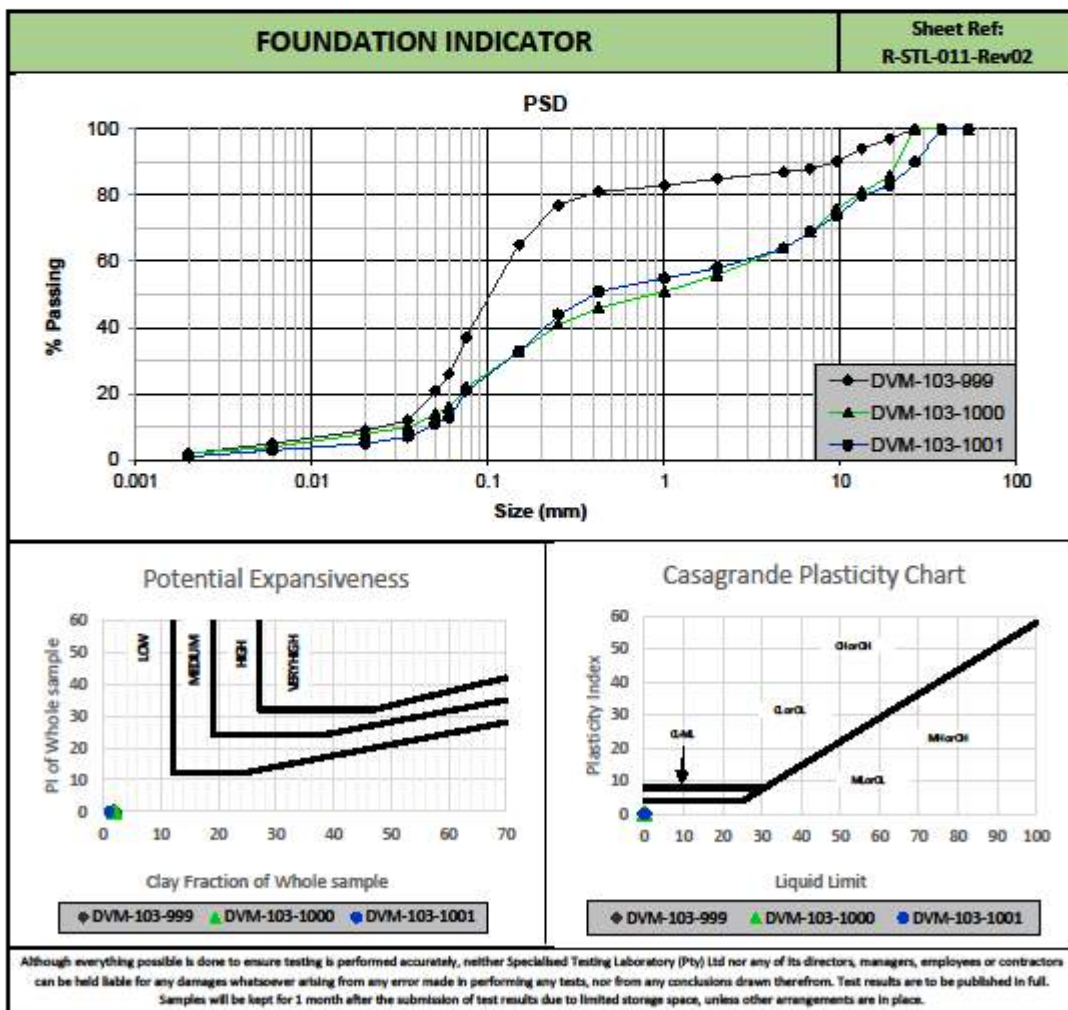 FOUNDATION INDICATOR
Sheet Ref:
R-STL-011-Rev02
PSD
100
80
60
40
20
0
% Passing
0.001 0.01 0.1 1 10 100
Size (mm)
DVM-103-999
DVM-103-1000
DVM-103-1001
Potential Expansiveness
60
50
40
30
20
10
0
PI of Whole sample
LOW
MEDIUM
HIGH
VERY HIGH
0 10 20 30 40 50 60 70
Clay Fraction of Whole sample
DVM-103-999 DVM-103-1000 DVM-103-1001
Casagrande Plasticity Chart
60
50
40
30
20
10
0
Plasticity Index
CL-ML
0 10 20 30 40 50 60 70 80 90 100
Liquid Limit
DVM-103-999 DVM-103-1000 DVM-103-1001
Although everything possible is done to ensure testing is performed accurately, neither Specialised Testing Laboratory (Pty) Ltd nor any of its directors, managers, employees or contractors
can be held liable for any damages whatsoever arising from any error made in performing any tests, nor from any conclusions drawn therefrom. Test results are to be published in full.
Samples will be kept for 1 month after the submission of test results due to limited storage space, unless other arrangements are in place.